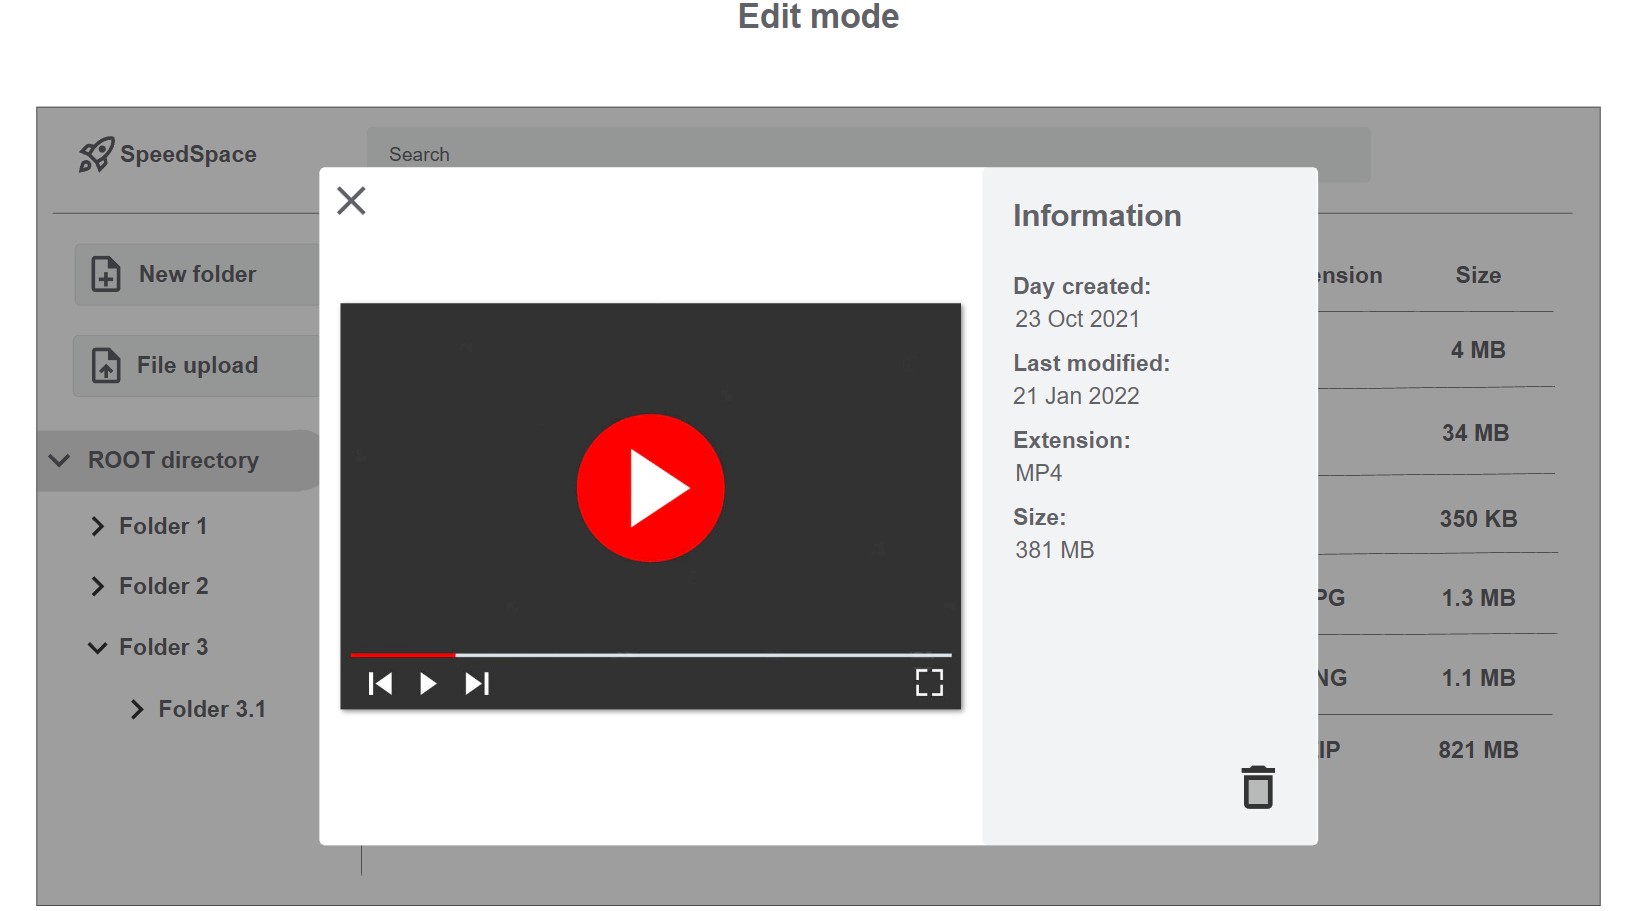 Edit mode
SpeedSpace
Search
New folder
File upload
ROOT directory
Folder 1
Folder 2
Folder 3
Folder 3.1
Information
Day created:
23 Oct 2021
Last modified:
21 Jan 2022
Extension:
MP4
Size:
381 MB
nsion Size
4 MB
34 MB
350 KB
PG 1.3 MB
NG 1.1 MB
IP 821 MB